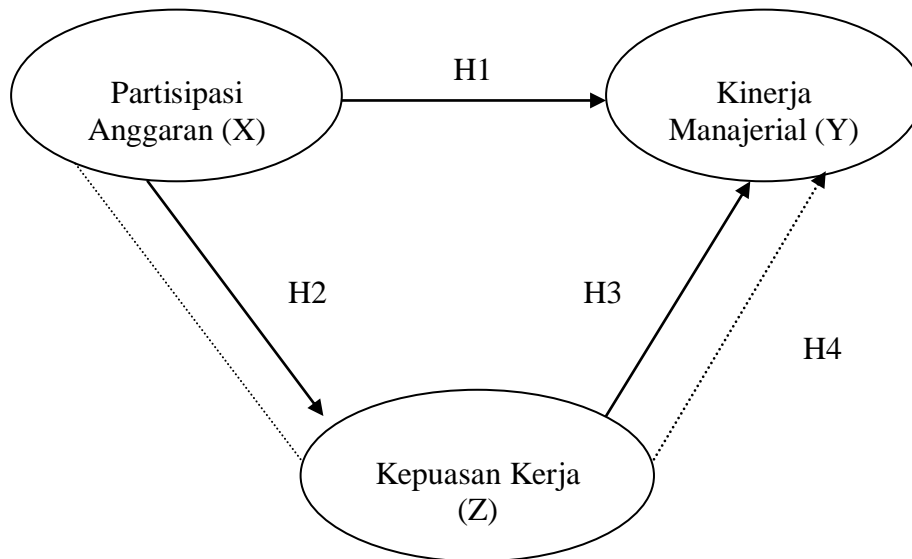 H1
Partisipasi
Anggaran (X)
Kinerja
Manajerial (Y)
H2
H3
H4
Kepuasan Kerja
(Z)